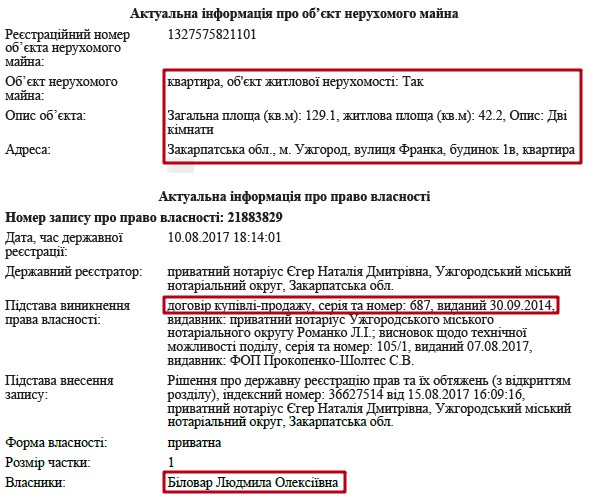 Актуальна інформація про об’єкт нерухомого майна
Реєстраційний номер 1327575821101
об’єкта нерухомого
майна:
Об’єкт нерухомого квартира, об'єкт житлової нерухомості: Так
майна:
Опис об’єкта: Загальна площа (кв.м): 129.1, житлова площа (кв.м): 42.2, Опис: Дві
кімнати
Адреса: Закарпатська обл., м. Ужгород, вулиця Франка, будинок 1в, квартира
Актуальна інформація про право власності
Номер запису про право власності: 21883829
Дата, час державної 10.08.2017 18:14:01
реєстрації:
Державний реєстратор: приватний нотаріус Єгер Наталія Дмитрівна, Ужгородський міський
нотаріальний округ, Закарпатська обл.
Підстава виникнення договір купівлі-продажу, серія та номер: 687, виданий 30.09.2014,
права власності: видавник: приватний нотаріус Ужгородського міського
нотаріального округу Романко Л.І.; висновок щодо технічної
можливості поділу, серія та номер: 105/1, виданий 07.08.2017,
видавник: ФОП Прокопенко-Шолтес С.В.
Підстава внесення Рішення про державну реєстрацію прав та їх обтяжень (з відкриттям
запису: розділу), індексний номер: 36627514 від 15.08.2017 16:09:16,
приватний нотаріус Єгер Наталія Дмитрівна, Ужгородський міський
нотаріальний округ, Закарпатська обл.
Форма власності: приватна
Розмір частки: 1
Власники: Біловар Людмила Олексіївна